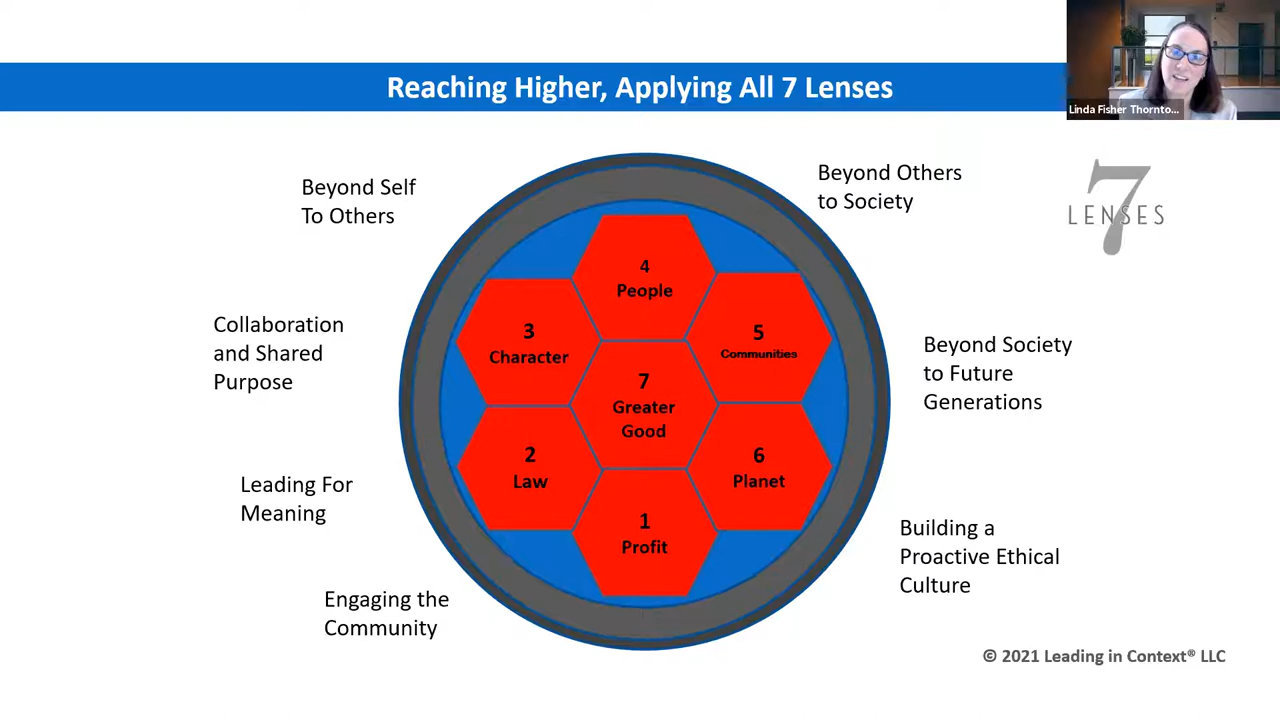 Reaching Higher, Applying All 7 Lenses
Linda Fisher Thornto...
Beyond Self
To Others
Beyond Others
to Society
7
LENSES
4
People
3
Character
5
Communities
Collaboration
and Shared
Purpose
7
Greater
Good
Beyond Society
to Future
Generations
2
Law
6
Planet
Leading For
Meaning
1
Profit
Building a
Proactive Ethical
Culture
Engaging the
Community
© 2021 Leading in Context® LLC